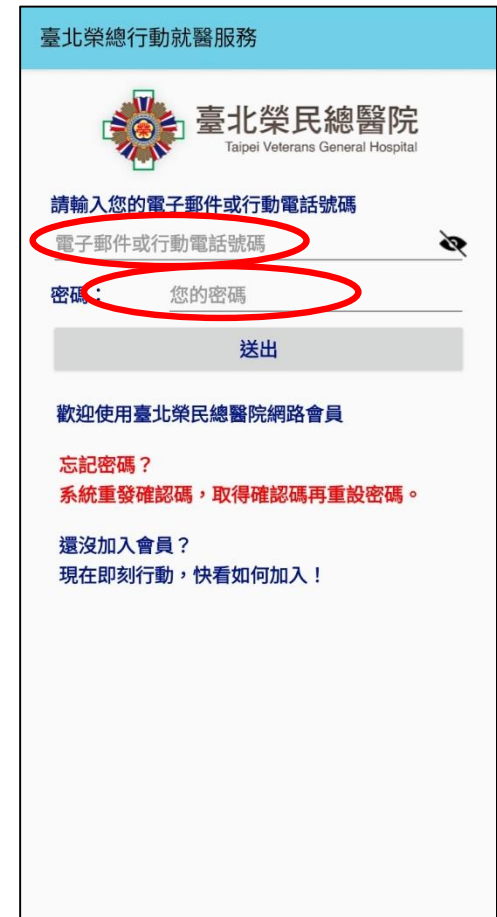 臺北榮總行動就醫服務
臺北榮民總醫院
Taipei Veterans General Hospital
請輸入您的電子郵件或行動電話號碼
電子郵件或行動電話號碼
密碼： 您的密碼
送出
歡迎使用臺北榮民總醫院網路會員
忘記密碼？
系統重發確認碼，取得確認碼再重設密碼。
還沒加入會員？
現在即刻行動，快看如何加入！